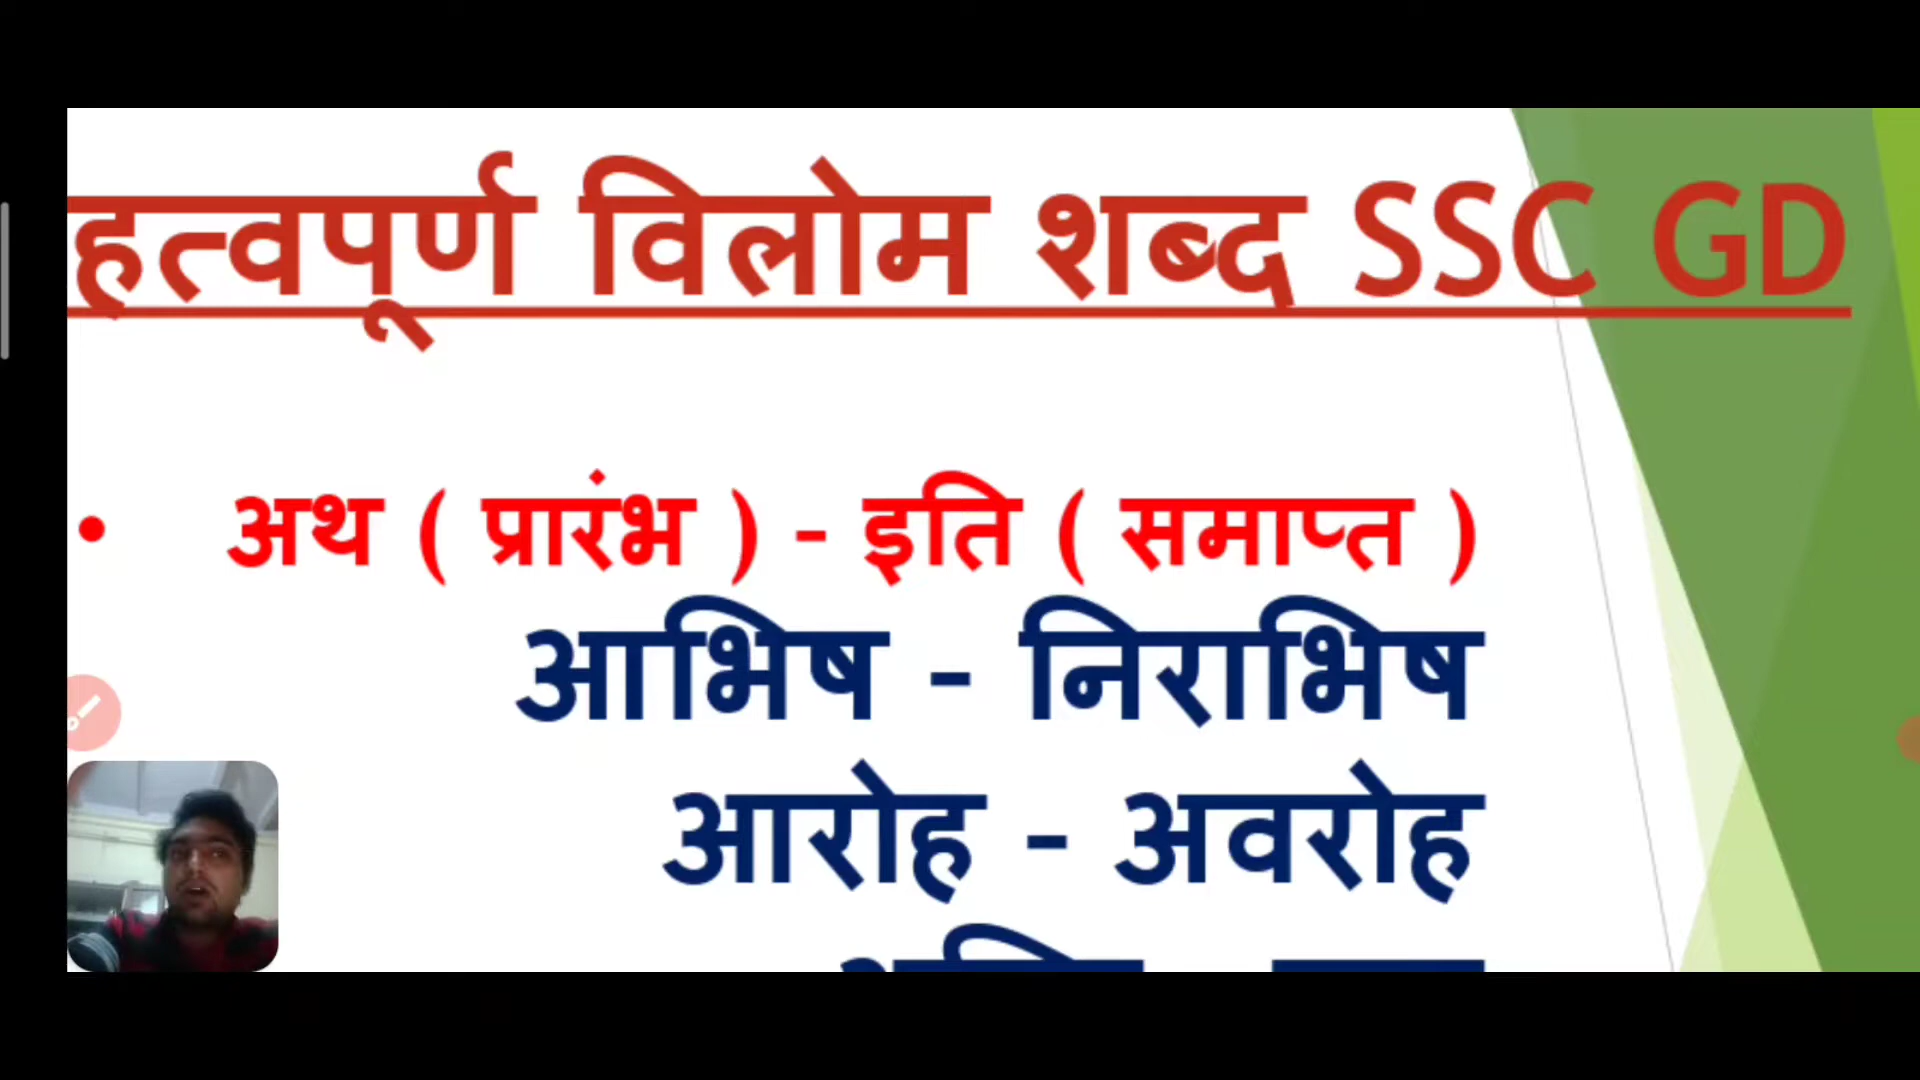 हत्वपूर्ण विलोम शब्द SSC GD
• अथ ( प्रारंभ ) - इति ( समाप्त )
आभिष - निराभिष
आरोह - अवरोह